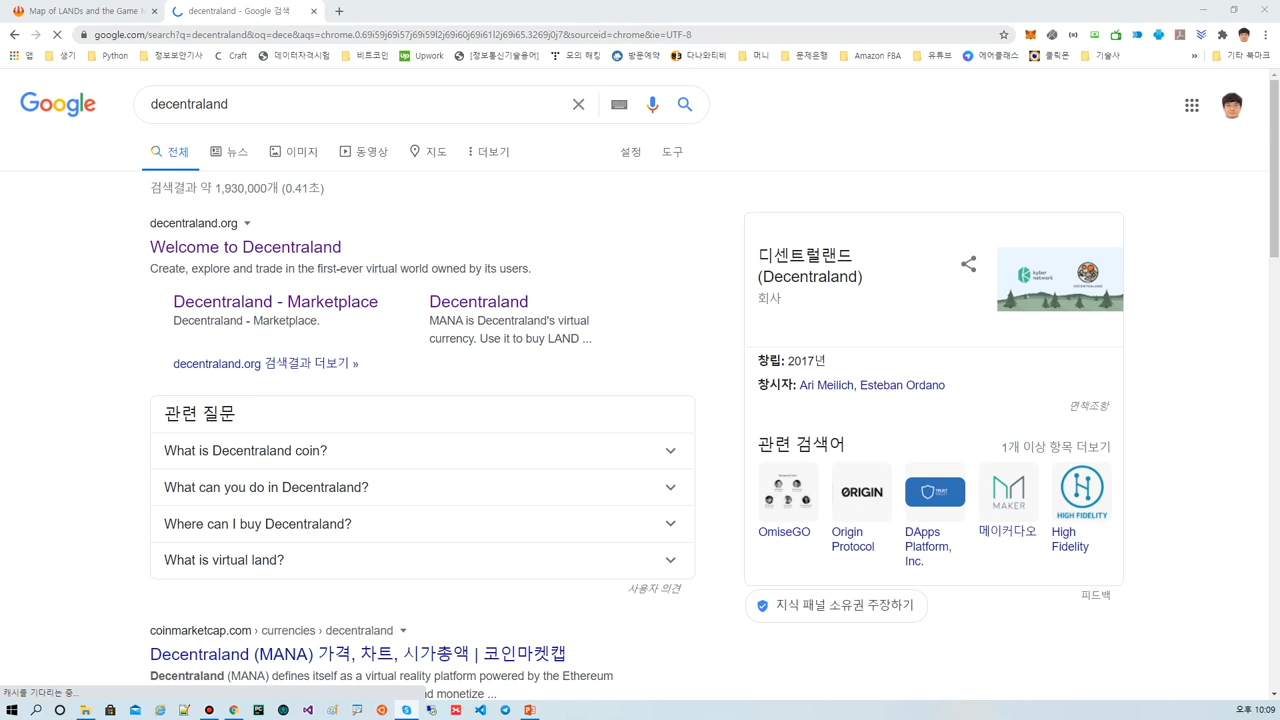 Map of LANDs and the Game M
decentraland - Google 검색
google.com/search?q=decentraland&oq=dece&aqs=chrome.0.69i59j69i57j69i59l2j69i60j69i61l2j69i65.3269j0j7&sourceid=chrome&ie=UTF-8
앱 생기 Python 정보보안기사 Craft 데이터자격시험 비트코인 Upwork [정보통신기술용어] 모의 해킹 방문예약 다나와티비 머니 문제은행 Amazon FBA 유튜브 에어클래스 클릭몬 기술사 » 기타 북마크
Google
decentraland
전체 뉴스 이미지 동영상 지도 더보기 설정 도구
검색결과 약 1,930,000개 (0.41초)
decentraland.org
Welcome to Decentraland
Create, explore and trade in the first-ever virtual world owned by its users.
Decentraland - Marketplace
Decentraland - Marketplace.
Decentraland
MANA is Decentraland's virtual
currency. Use it to buy LAND ...
decentraland.org 검색결과 더보기 »
관련 질문
What is Decentraland coin?
What can you do in Decentraland?
Where can I buy Decentraland?
What is virtual land?
사용자 의견
coinmarketcap.com › currencies › decentraland
Decentraland (MANA) 가격, 차트, 시가총액 | 코인마켓캡
Decentraland (MANA) defines itself as a virtual reality platform powered by the Ethereum
d monetize ...
디센트럴랜드
(Decentraland)
회사
kyber
network
DECENTRALAND
창립: 2017년
창시자: Ari Meilich, Esteban Ordano
면책조항
관련 검색어
1개 이상 항목 더보기
ORIGIN
TRUST
MAKER
HIGH FIDELITY
OmiseGO
Origin
Protocol
DApps
Platform,
Inc.
메이커다오
High
Fidelity
피드백
지식 패널 소유권 주장하기
캐시를 기다리는 중...
오후 10:09